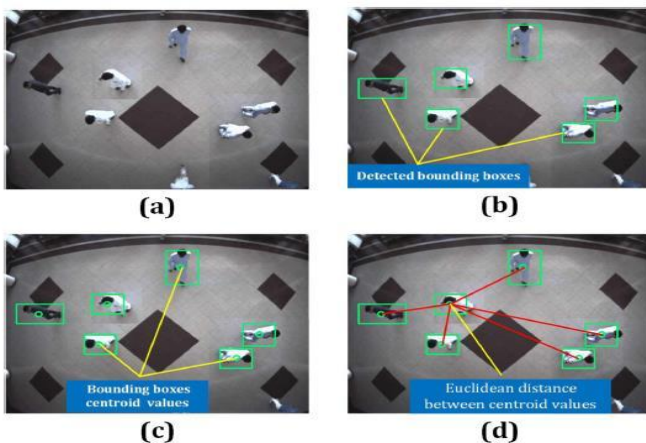 Detected bounding boxes
(a)
(b)
Bounding boxes
centroid values
Euclidean distance
between centroid values
(c)
(d)